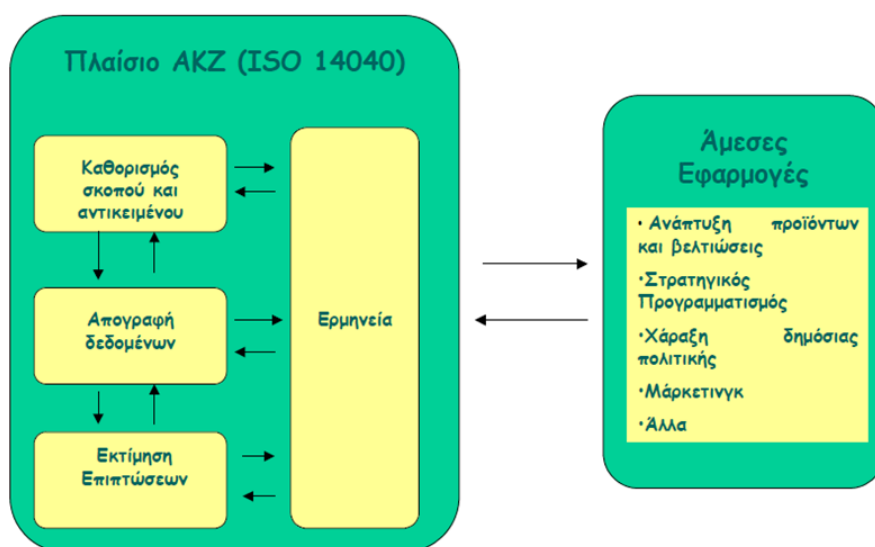 Πλαίσιο ΑΚΖ (ISO 14040)
Καθορισμός
σκοπού και
αντικειμένου
Απογραφή
δεδομένων
Εκτίμηση
Επιπτώσεων
Ερμηνεία
Άμεσες
Εφαρμογές
• Ανάπτυξη προϊόντων
και βελτιώσεις
•Στρατηγικός
Προγραμματισμός
•Χάραξη δημόσιας
πολιτικής
•Μάρκετινγκ
•Άλλα